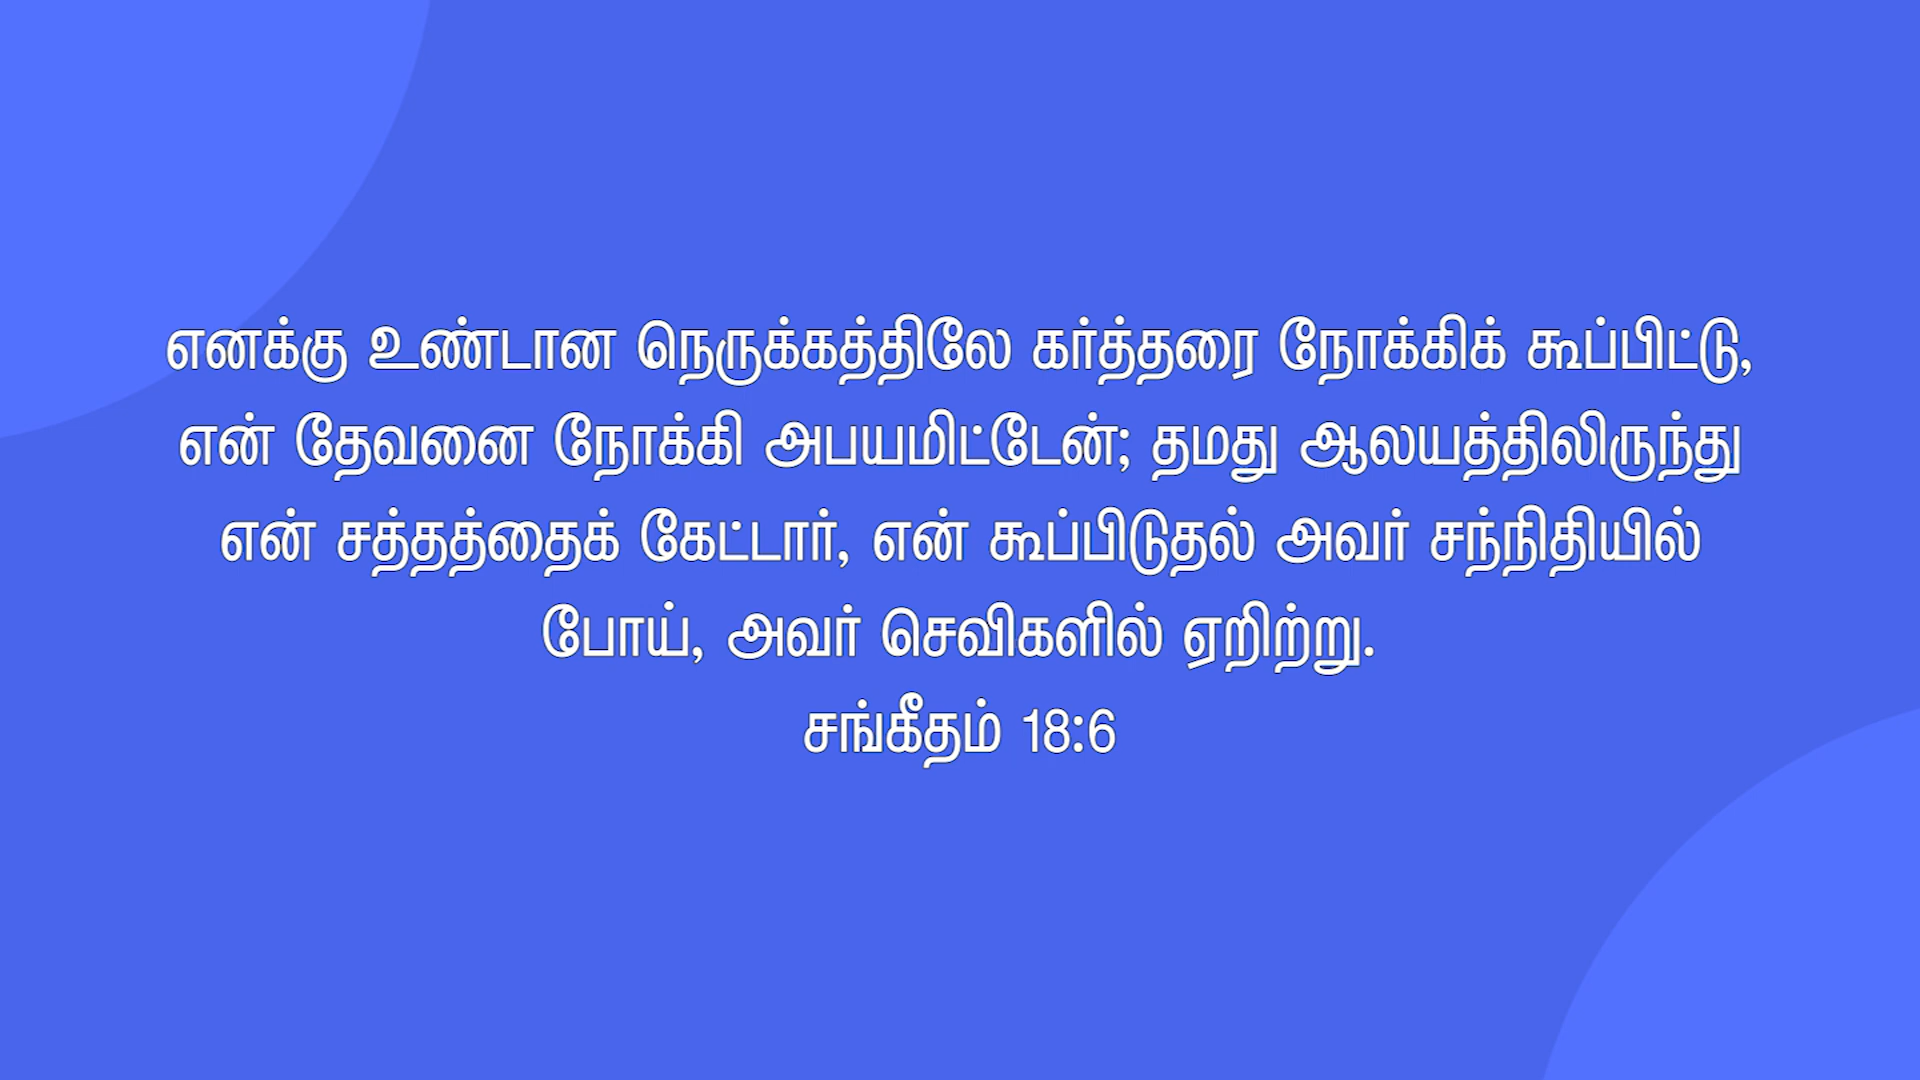 எனக்கு உண்டான நெருக்கத்திலே கர்த்தரை நோக்கிக் கூப்பிட்டு,
என் தேவனை நோக்கி அபயமிட்டேன்; தமது ஆலயத்திலிருந்து
என் சத்தத்தைக் கேட்டார், என் கூப்பிடுதல் அவர் சந்நிதியில்
போய், அவர் செவிகளில் ஏறிற்று.
சங்கீதம் 18:6